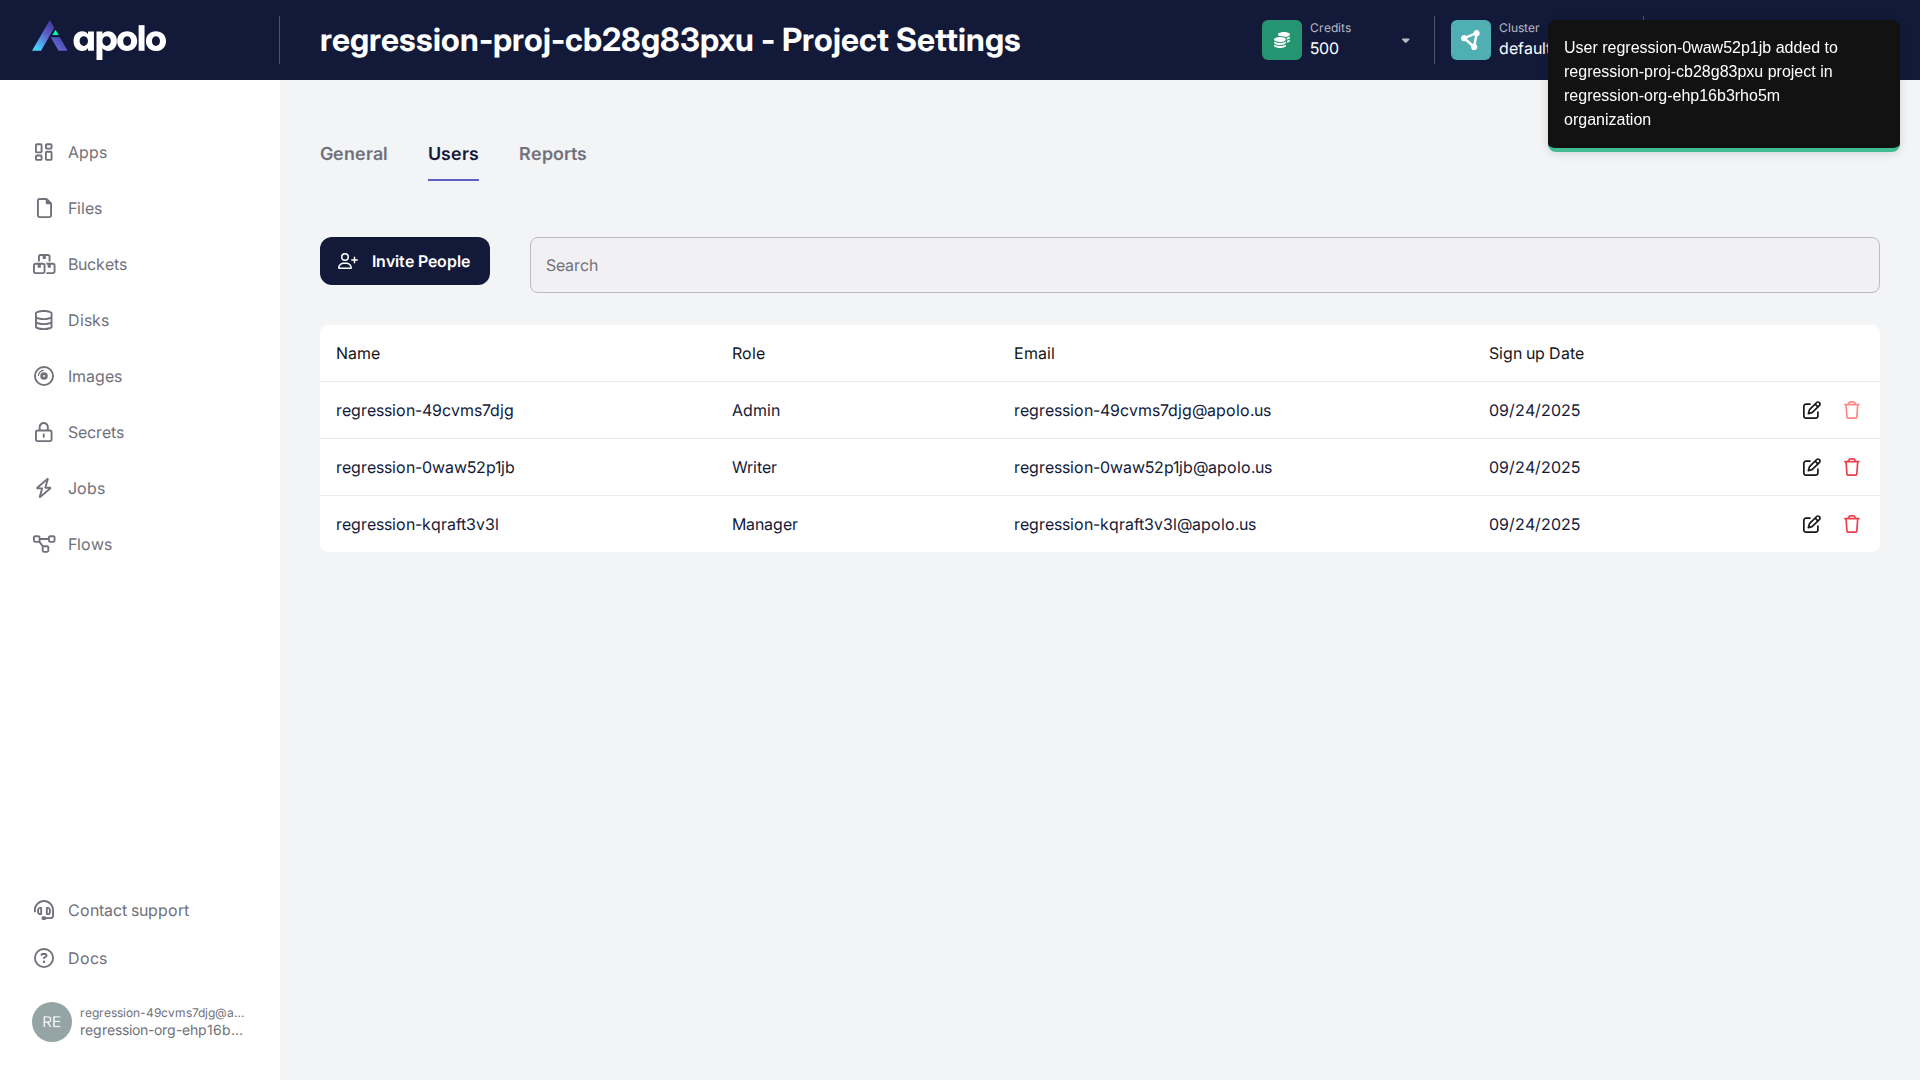 apolo
regression-proj-cb28g83pxu - Project Settings
Credits
500
Cluster
default
User regression-0waw52p1jb added to
regression-proj-cb28g83pxu project in
regression-org-ehp16b3rho5m
organization
Apps
Files
Buckets
Disks
Images
Secrets
Jobs
Flows
General Users Reports
Invite People
Search
Name Role Email Sign up Date
regression-49cvms7djg Admin regression-49cvms7djg@apolo.us 09/24/2025
regression-0waw52p1jb Writer regression-0waw52p1jb@apolo.us 09/24/2025
regression-kqraft3v3l Manager regression-kqraft3v3l@apolo.us 09/24/2025
Contact support
Docs
RE
regression-49cvms7djg@a...
regression-org-ehp16b...